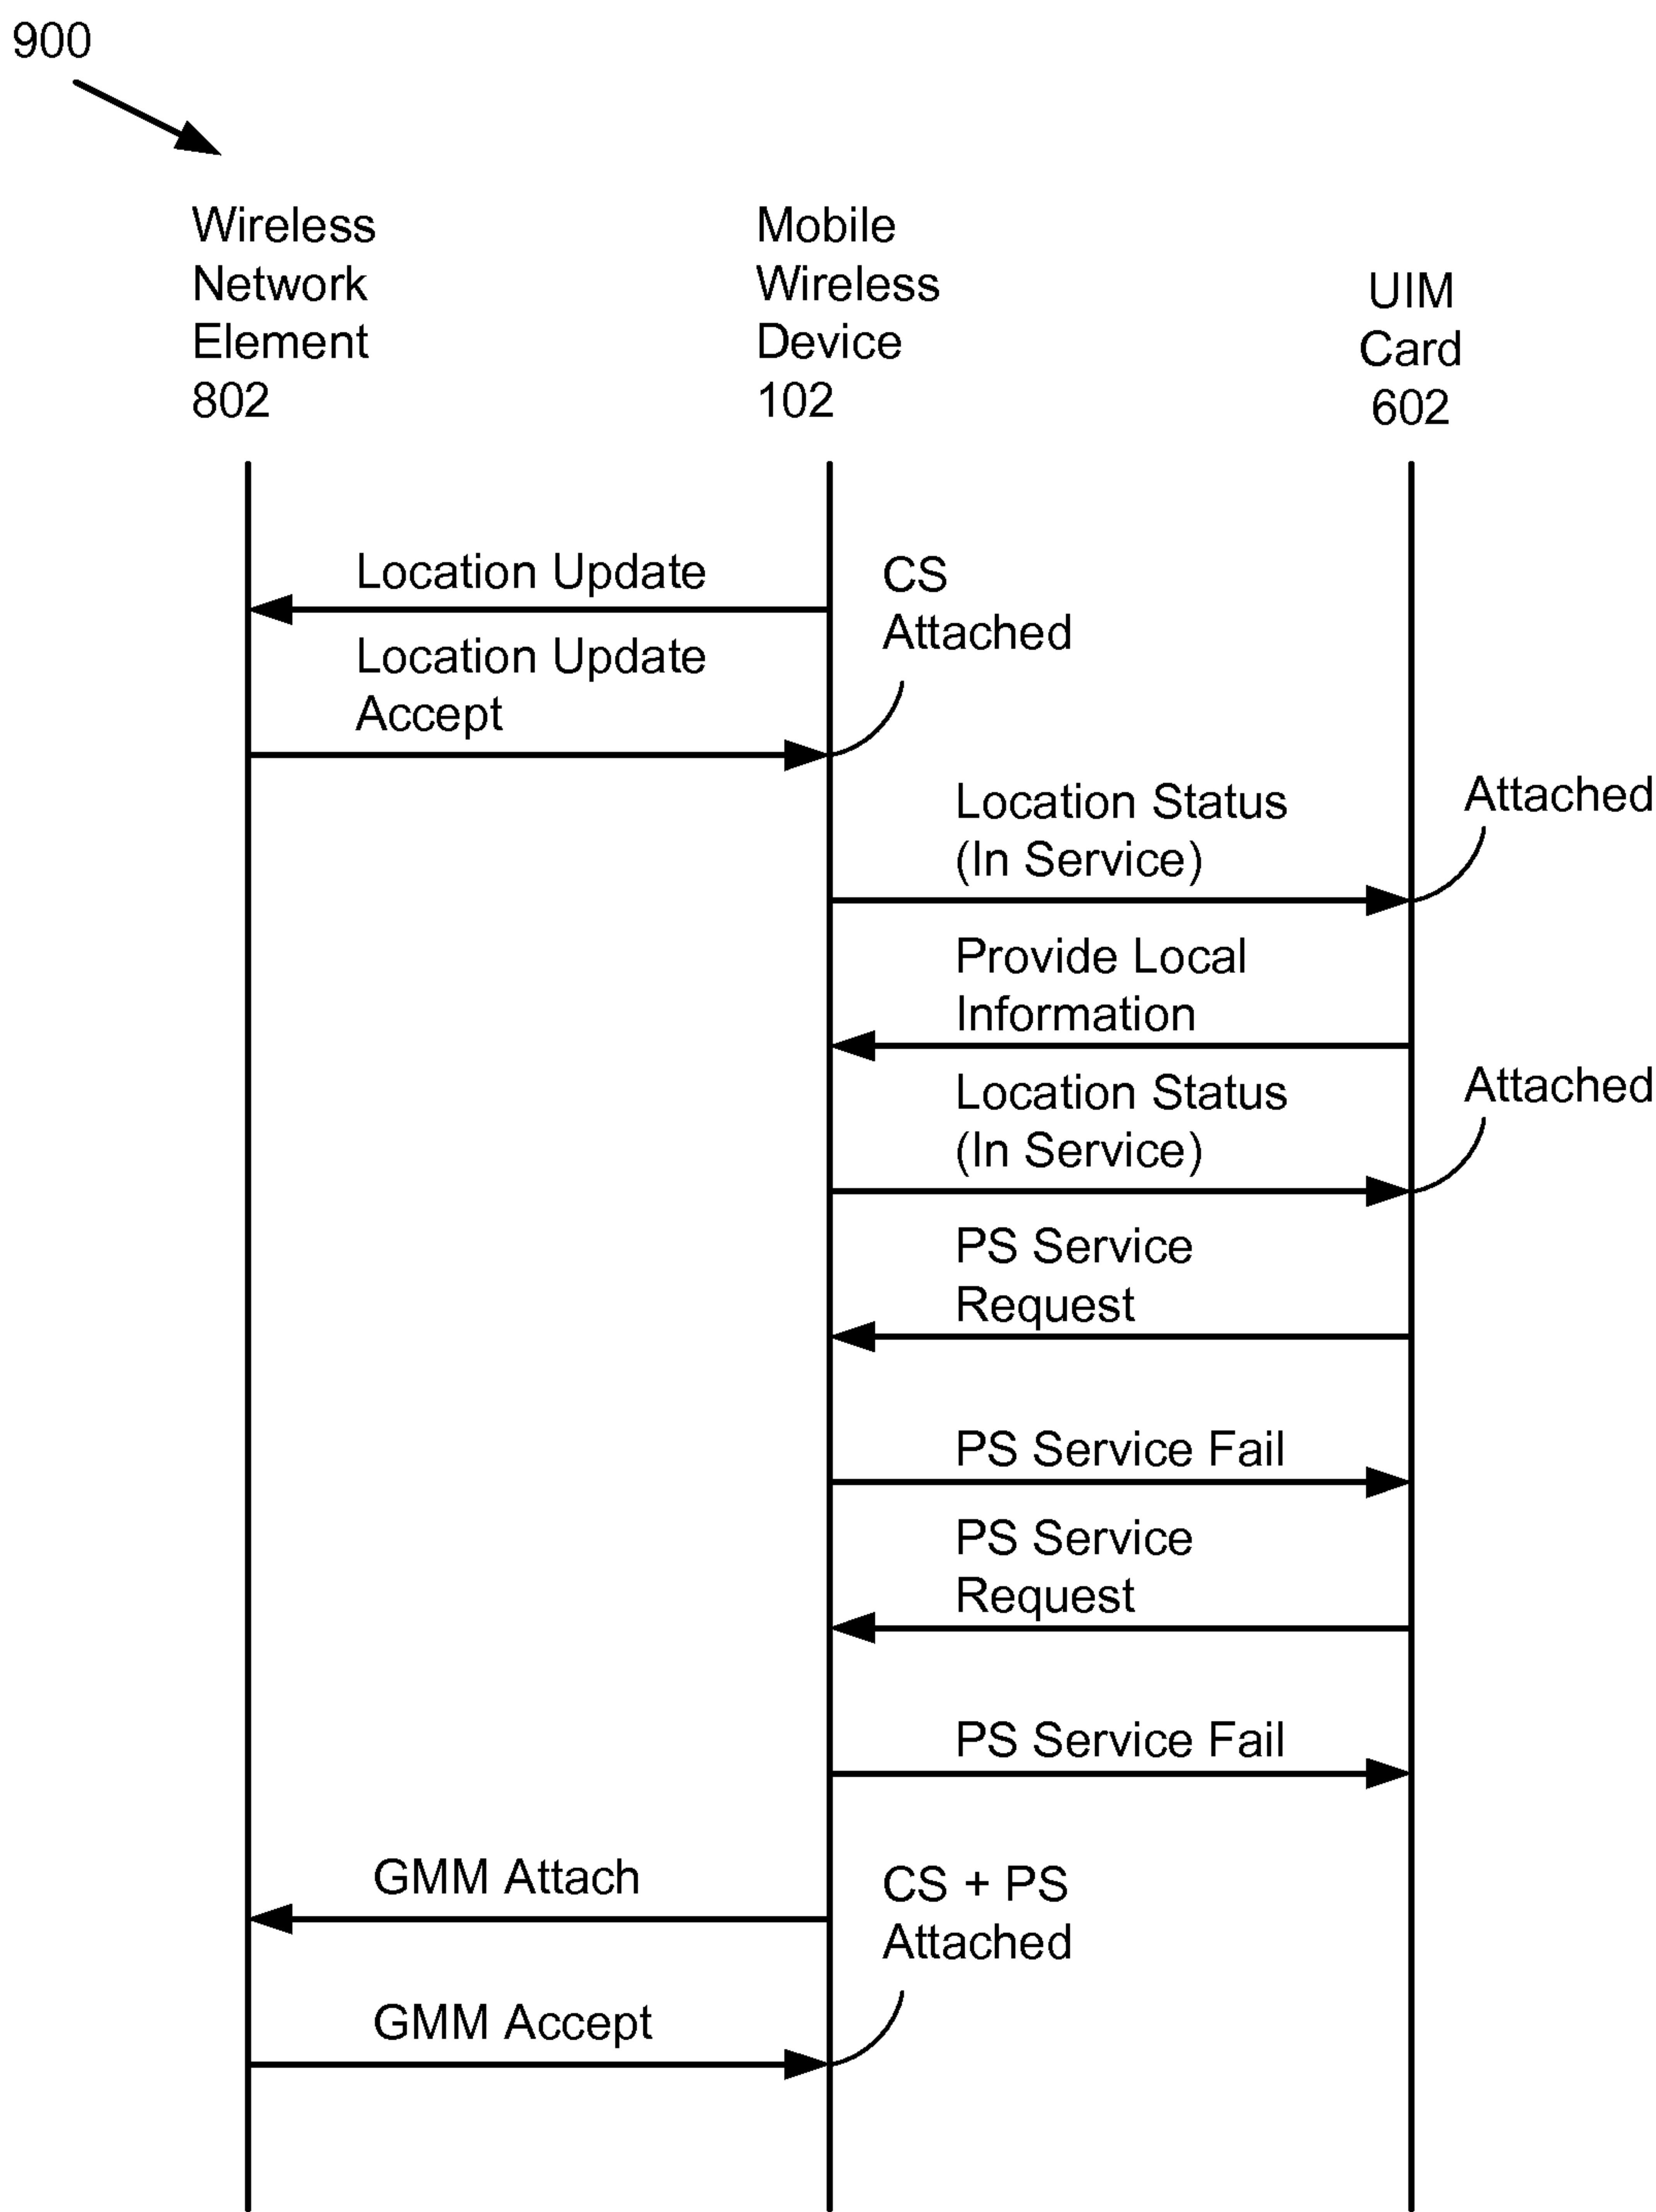 900
Wireless
Network
Element
802
Mobile
Wireless
Device
102
UIM
Card
602
Location Update
CS
Attached
Location Update
Accept
Location Status
(In Service)
Attached
Provide Local
Information
Location Status
(In Service)
Attached
PS Service
Request
PS Service Fail
PS Service
Request
PS Service Fail
GMM Attach
CS + PS
Attached
GMM Accept